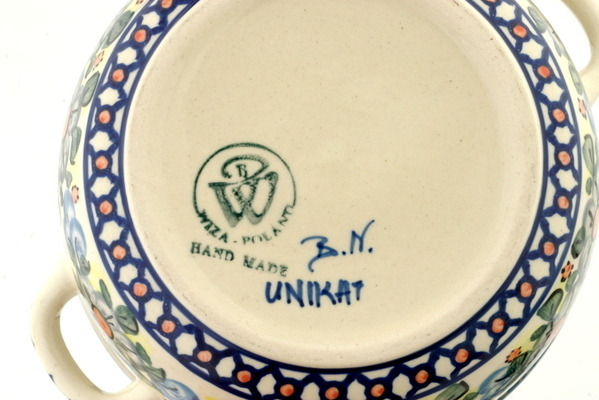 WIZA - POLAND
HAND MADE
B.N.
UNIKAT